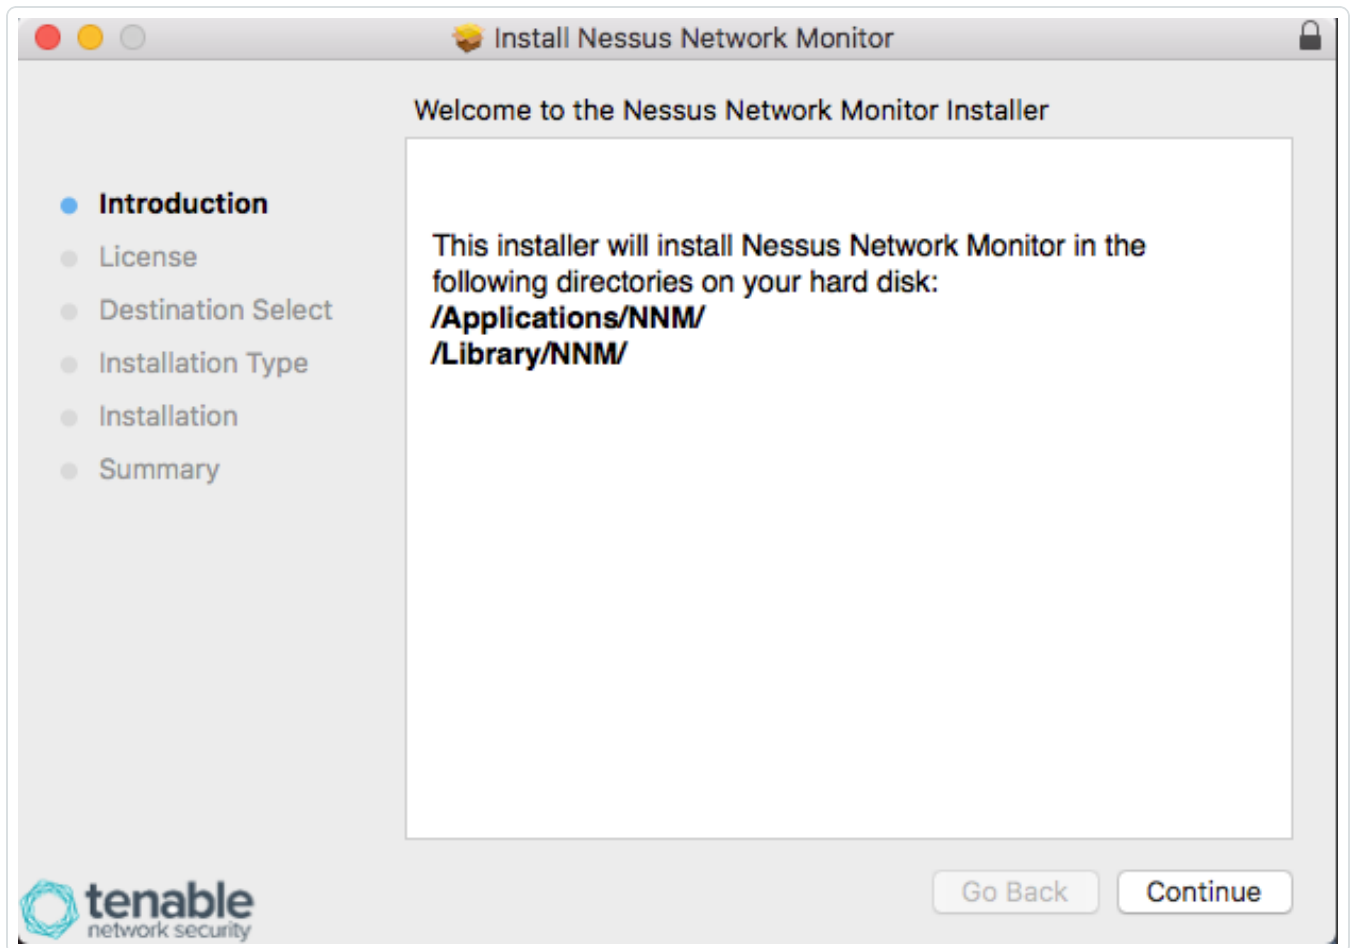 Install Nessus Network Monitor
Welcome to the Nessus Network Monitor Installer
Introduction
License
Destination Select
Installation Type
Installation
Summary
This installer will install Nessus Network Monitor in the
following directories on your hard disk:
/Applications/NNM/
/Library/NNM/
tenable
network security
Go Back
Continue